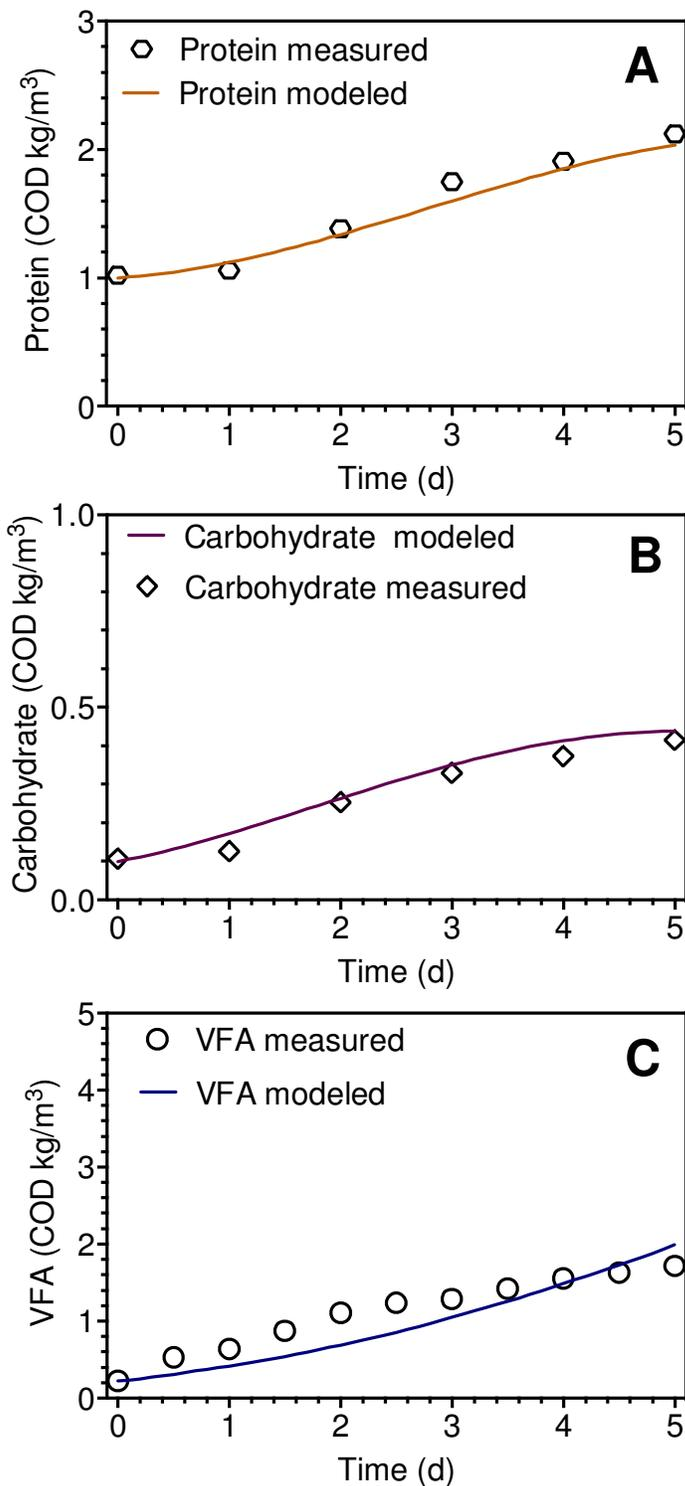 3
Protein measured
A
Protein modeled
2
1
0
Protein (COD kg/m³)
0 1 2 3 4 5
Time (d)
1.0
Carbohydrate modeled
B
Carbohydrate measured
0.5
0.0
Carbohydrate (COD kg/m³)
0 1 2 3 4 5
Time (d)
5
VFA measured
C
4
VFA modeled
3
2
1
0
VFA (COD kg/m³)
0 1 2 3 4 5
Time (d)